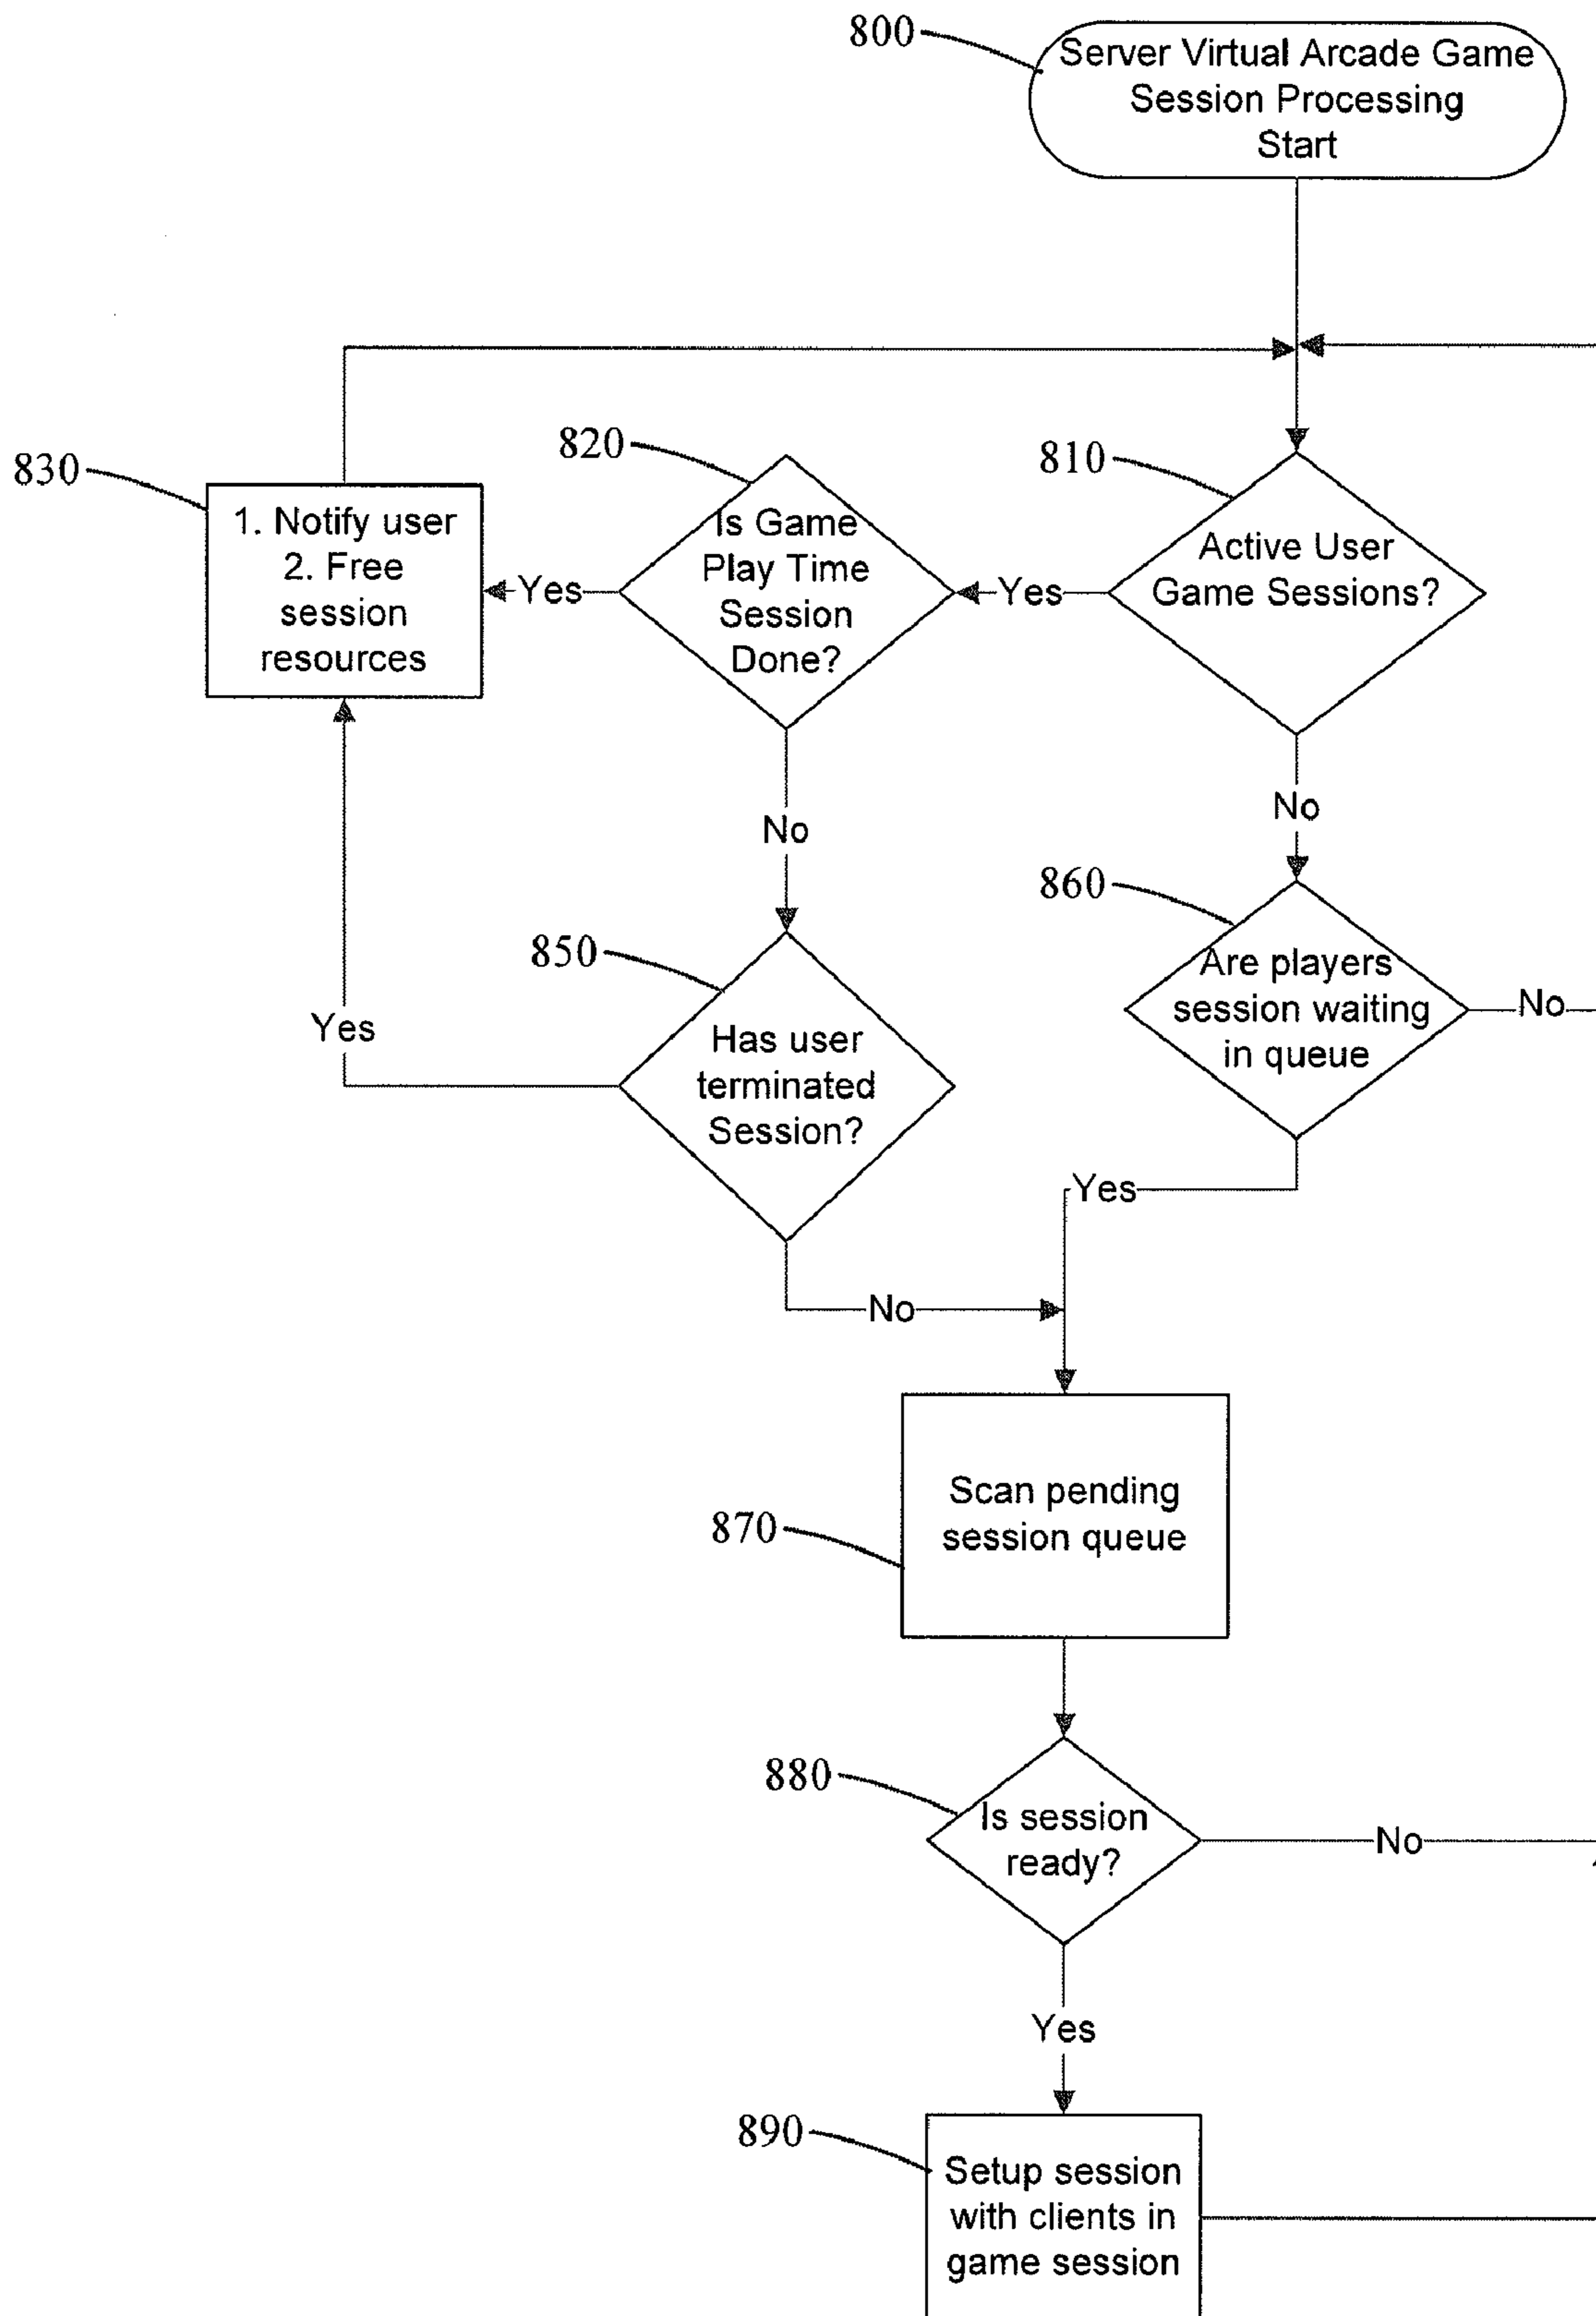 800
Server Virtual Arcade Game
Session Processing
Start
830
1. Notify user
2. Free
session
resources
820
Is Game
Play Time
Session
Done?
810
Active User
Game Sessions?
Yes
Yes
No
No
850
Has user
terminated
Session?
Yes
No
860
Are players
session waiting
in queue
No
Yes
870
Scan pending
session queue
880
Is session
ready?
No
Yes
890
Setup session
with clients in
game session